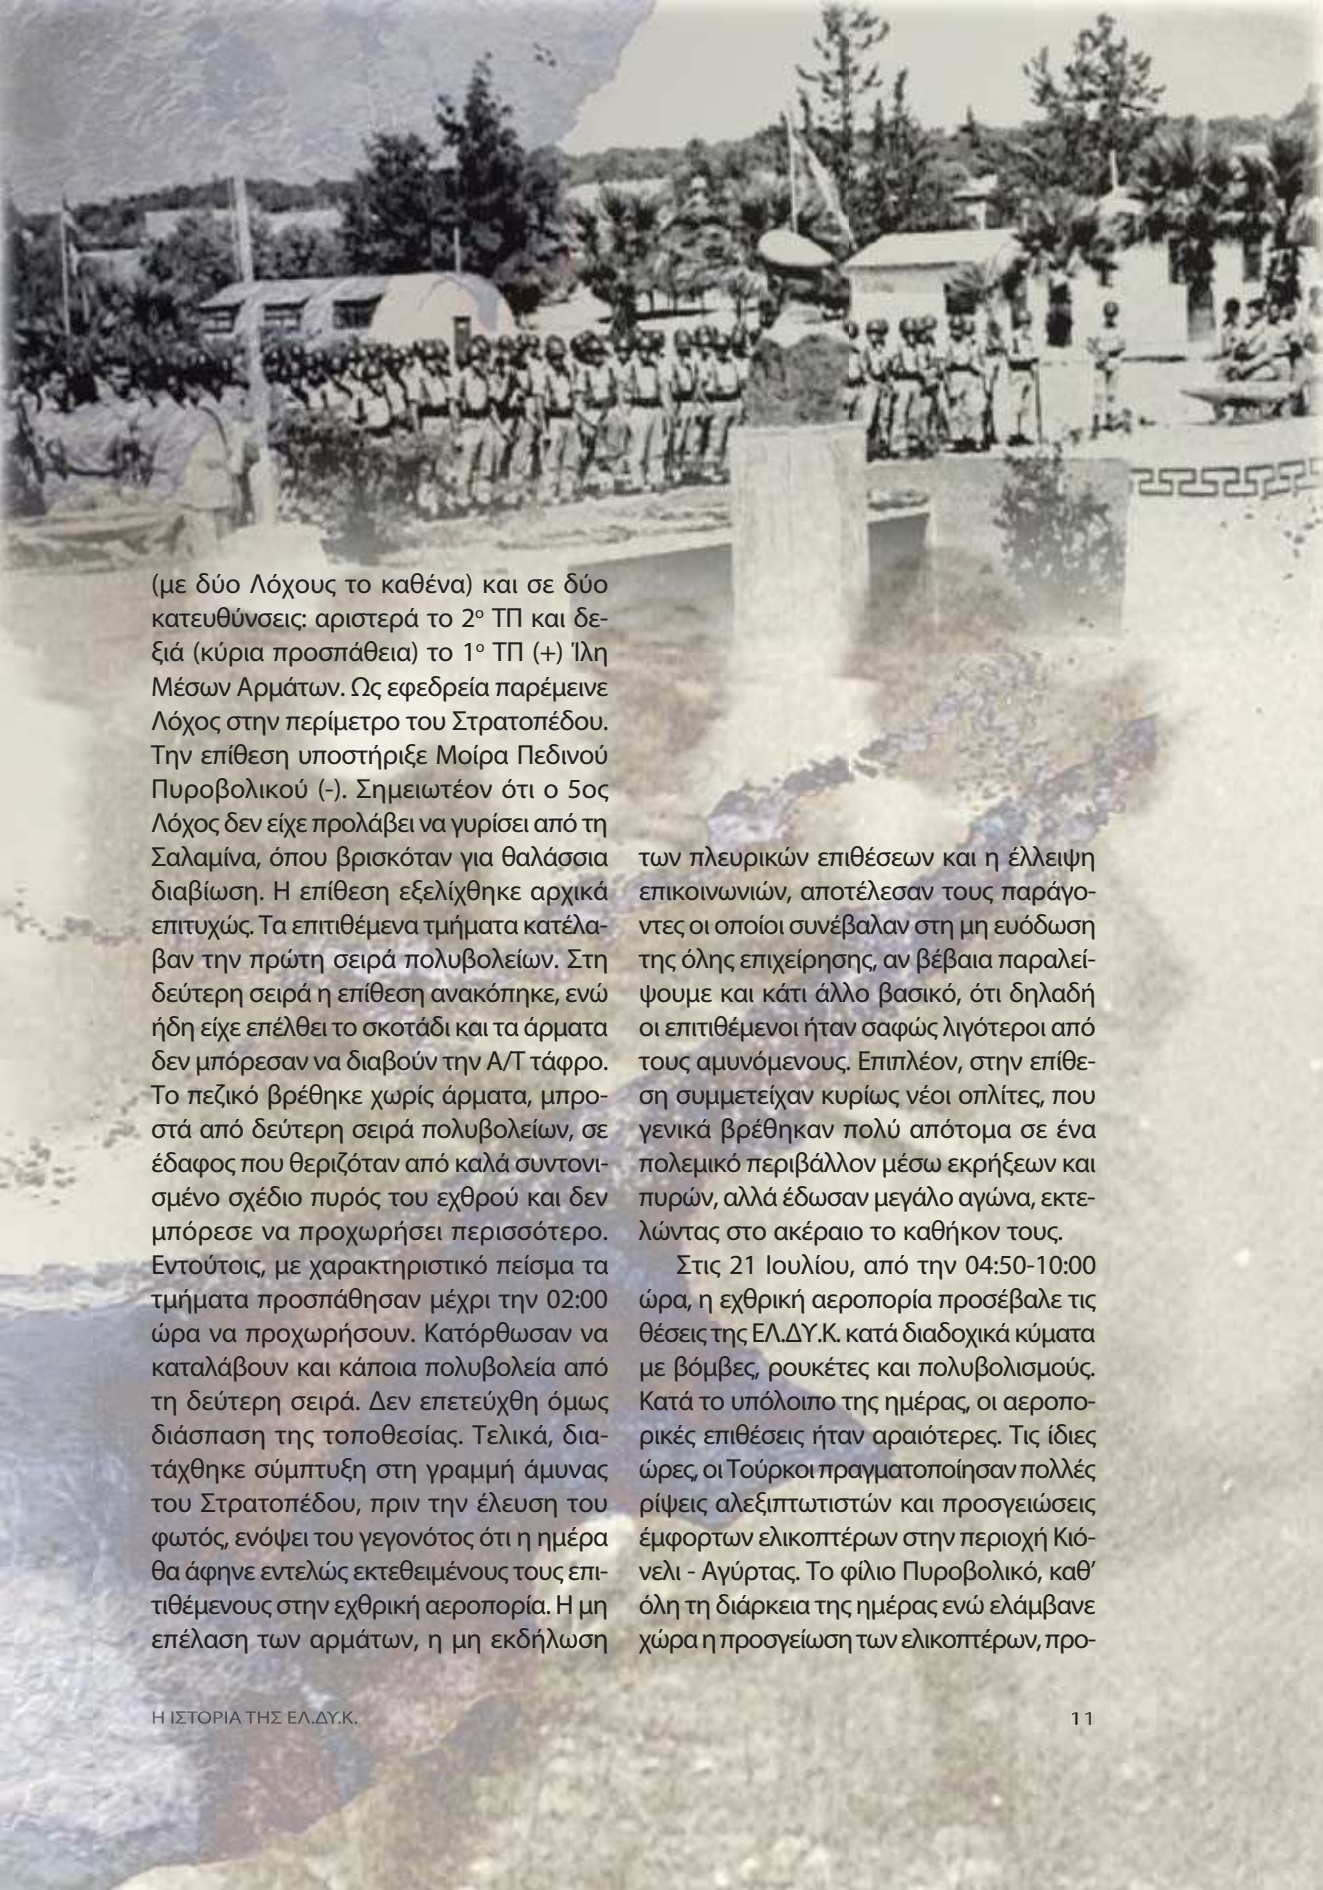 (με δύο Λόχους το καθένα) και σε δύο
κατευθύνσεις: αριστερά το 2ο ΤΠ και δε-
ξιά (κύρια προσπάθεια) το 1ο ΤΠ (+) Ίλη
Μέσων Αρμάτων. Ως εφεδρεία παρέμεινε
Λόχος στην περίμετρο του Στρατοπέδου.
Την επίθεση υποστήριξε Μοίρα Πεδινού
Πυροβολικού (-). Σημειωτέον ότι ο 5ος
Λόχος δεν είχε προλάβει να γυρίσει από τη
Σαλαμίνα, όπου βρισκόταν για θαλάσσια
διαβίωση. Η επίθεση εξελίχθηκε αρχικά
επιτυχώς. Τα επιτιθέμενα τμήματα κατέλα-
βαν την πρώτη σειρά πολυβολείων. Στη
δεύτερη σειρά η επίθεση ανακόπηκε, ενώ
ήδη είχε επέλθει το σκοτάδι και τα άρματα
δεν μπόρεσαν να διαβούν την Α/Τ τάφρο.
Το πεζικό βρέθηκε χωρίς άρματα, μπρο-
στά από δεύτερη σειρά πολυβολείων, σε
έδαφος που θεριζόταν από καλά συντονι-
σμένο σχέδιο πυρός του εχθρού και δεν
μπόρεσε να προχωρήσει περισσότερο.
Εντούτοις, με χαρακτηριστικό πείσμα τα
τμήματα προσπάθησαν μέχρι την 02:00
ώρα να προχωρήσουν. Κατόρθωσαν να
καταλάβουν και κάποια πολυβολεία από
τη δεύτερη σειρά. Δεν επετεύχθη όμως
διάσπαση της τοποθεσίας. Τελικά, δια-
τάχθηκε σύμπτυξη στη γραμμή άμυνας
του Στρατοπέδου, πριν την έλευση του
φωτός, ενόψει του γεγονότος ότι η ημέρα
θα άφηνε εντελώς εκτεθειμένους τους επι-
τιθέμενους στην εχθρική αεροπορία. Η μη
επέλαση των αρμάτων, η μη εκδήλωση
των πλευρικών επιθέσεων και η έλλειψη
επικοινωνιών, αποτέλεσαν τους παράγο-
ντες οι οποίοι συνέβαλαν στη μη ευόδωση
της όλης επιχείρησης, αν βέβαια παραλεί-
ψουμε και κάτι άλλο βασικό, ότι δηλαδή
οι επιτιθέμενοι ήταν σαφώς λιγότεροι από
τους αμυνόμενους. Επιπλέον, στην επίθε-
ση συμμετείχαν κυρίως νέοι οπλίτες, που
γενικά βρέθηκαν πολύ απότομα σε ένα
πολεμικό περιβάλλον μέσω εκρήξεων και
πυρών, αλλά έδωσαν μεγάλο αγώνα, εκτε-
λώντας στο ακέραιο το καθήκον τους.
Στις 21 Ιουλίου, από την 04:50-10:00
ώρα, η εχθρική αεροπορία προσέβαλε τις
θέσεις της ΕΛ.ΔΥ.Κ. κατά διαδοχικά κύματα
με βόμβες, ρουκέτες και πολυβολισμούς.
Κατά το υπόλοιπο της ημέρας, οι αεροπο-
ρικές επιθέσεις ήταν αραιότερες. Τις ίδιες
ώρες, οι Τούρκοι πραγματοποίησαν πολλές
ρίψεις αλεξιπτωτιστών και προσγειώσεις
έμφορτων ελικοπτέρων στην περιοχή Κιό-
νελι - Αγύρτας. Το φίλιο Πυροβολικό, καθ’
όλη τη διάρκεια της ημέρας ενώ ελάμβανε
χώρα η προσγείωση των ελικοπτέρων, προ-
Η ΙΣΤΟΡΙΑ ΤΗΣ ΕΛ.ΔΥ.Κ.
11